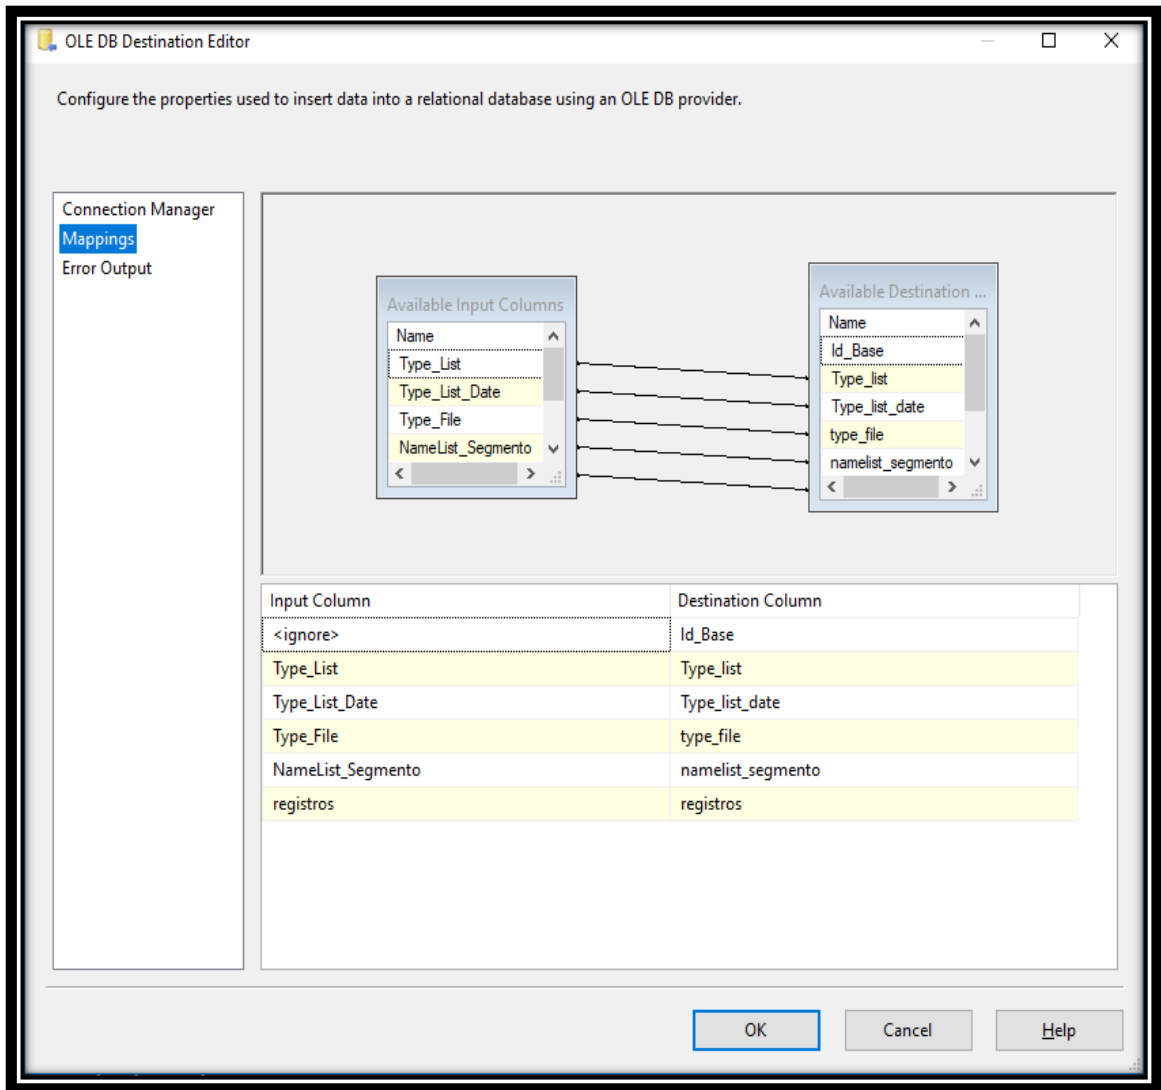 OLE DB Destination Editor
Configure the properties used to insert data into a relational database using an OLE DB provider.
Connection Manager
Mappings
Error Output
Available Input Columns
Name
Type_List
Type_List_Date
Type_File
NameList_Segmento
Available Destination ...
Name
Id_Base
Type_list
Type_list_date
type_file
namelist_segmento
Input Column Destination Column
<ignore> Id_Base
Type_List Type_list
Type_List_Date Type_list_date
Type_File type_file
NameList_Segmento namelist_segmento
registros registros
OK Cancel Help